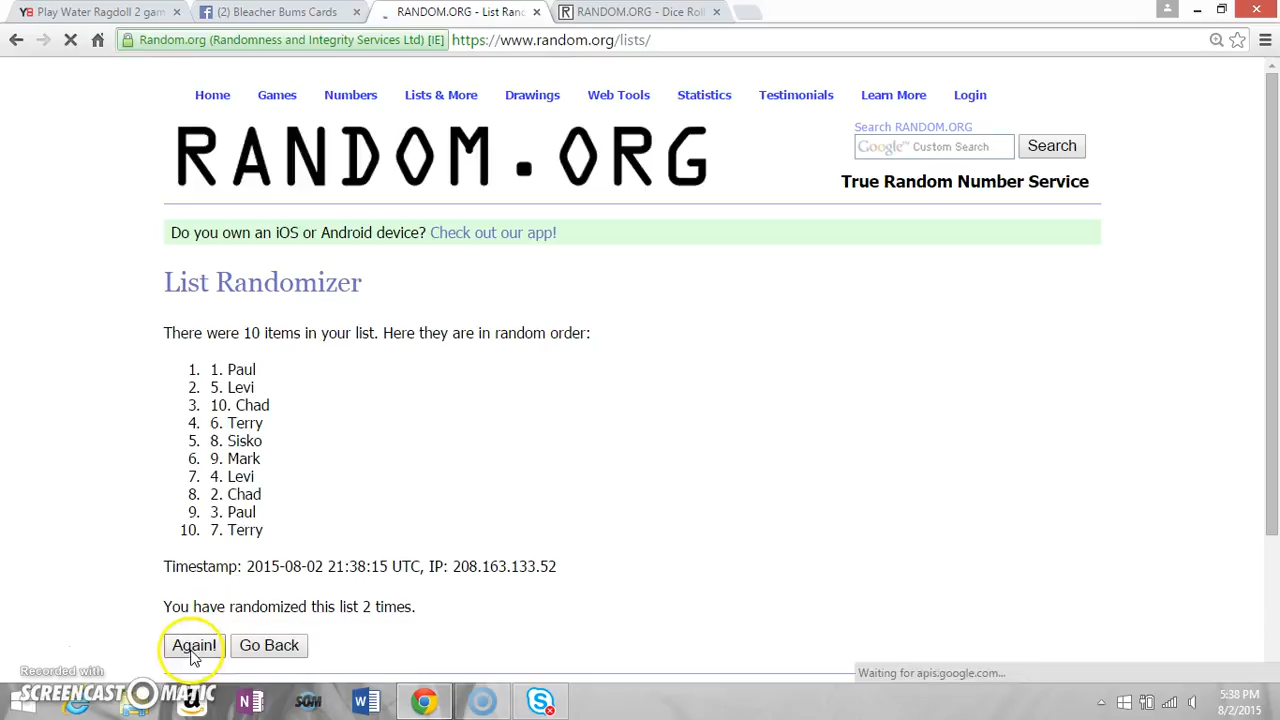 Play Water Ragdoll 2 gam
(2) Bleacher Bums Cards
RANDOM.ORG - List Ran
RANDOM.ORG - Dice Roll
Random.org (Randomness and Integrity Services Ltd) [IE] https://www.random.org/lists/
Home Games Numbers Lists & More Drawings Web Tools Statistics Testimonials Learn More Login
RANDOM.ORG
Search RANDOM.ORG
Google™ Custom Search Search
True Random Number Service
Do you own an iOS or Android device? Check out our app!
List Randomizer
There were 10 items in your list. Here they are in random order:
1. 1. Paul
2. 5. Levi
3. 10. Chad
4. 6. Terry
5. 8. Sisko
6. 9. Mark
7. 4. Levi
8. 2. Chad
9. 3. Paul
10. 7. Terry
Timestamp: 2015-08-02 21:38:15 UTC, IP: 208.163.133.52
You have randomized this list 2 times.
Again! Go Back
Waiting for apis.google.com...
Recorded with
SCREENCAST-O-MATIC
SOM
5:38 PM
8/2/2015